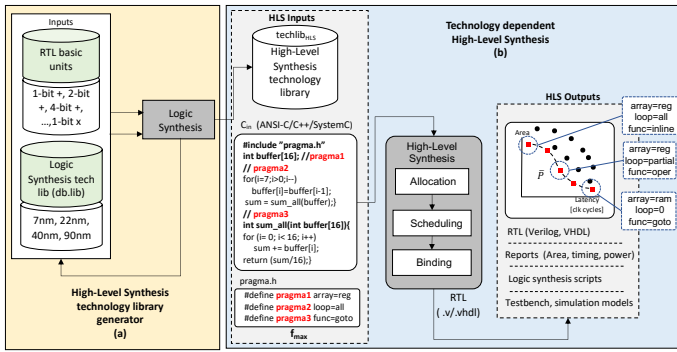 Inputs
RTL basic
units
1-bit +, 2-bit
+, 4-bit +,
...,1-bit x
Logic
Synthesis tech
lib (db.lib)
7nm, 22nm,
40nm, 90nm
Logic
Synthesis
High-Level Synthesis
technology library
generator
(a)
HLS Inputs
techlibHLS
High-Level
Synthesis
technology
library
Cin (ANSI-C/C++/SystemC)
#include "pragma.h"
int buffer[16]; //pragma1
// pragma2
for(i=7;i>0;i--)
buffer[i]=buffer[i-1];
sum = sum_all(buffer);}
// pragma3
int sum_all(int buffer[16]){
for (i= 0; i< 16; i++)
sum += buffer[i];
return (sum/16);}
pragma.h
#define pragma1 array=reg
#define pragma2 loop=all
#define pragma3 func=goto
fmax
Technology dependent
High-Level Synthesis
(b)
High-Level
Synthesis
Allocation
Scheduling
Binding
RTL
( .v/.vhdl)
HLS Outputs
Area
P̄
Latency
[clk cycles]
array=reg
loop=all
func=inline
array=reg
loop=partial
func=oper
array=ram
loop=0
func=goto
RTL (Verilog, VHDL)
Reports (Area, timing, power)
Logic synthesis scripts
Testbench, simulation models